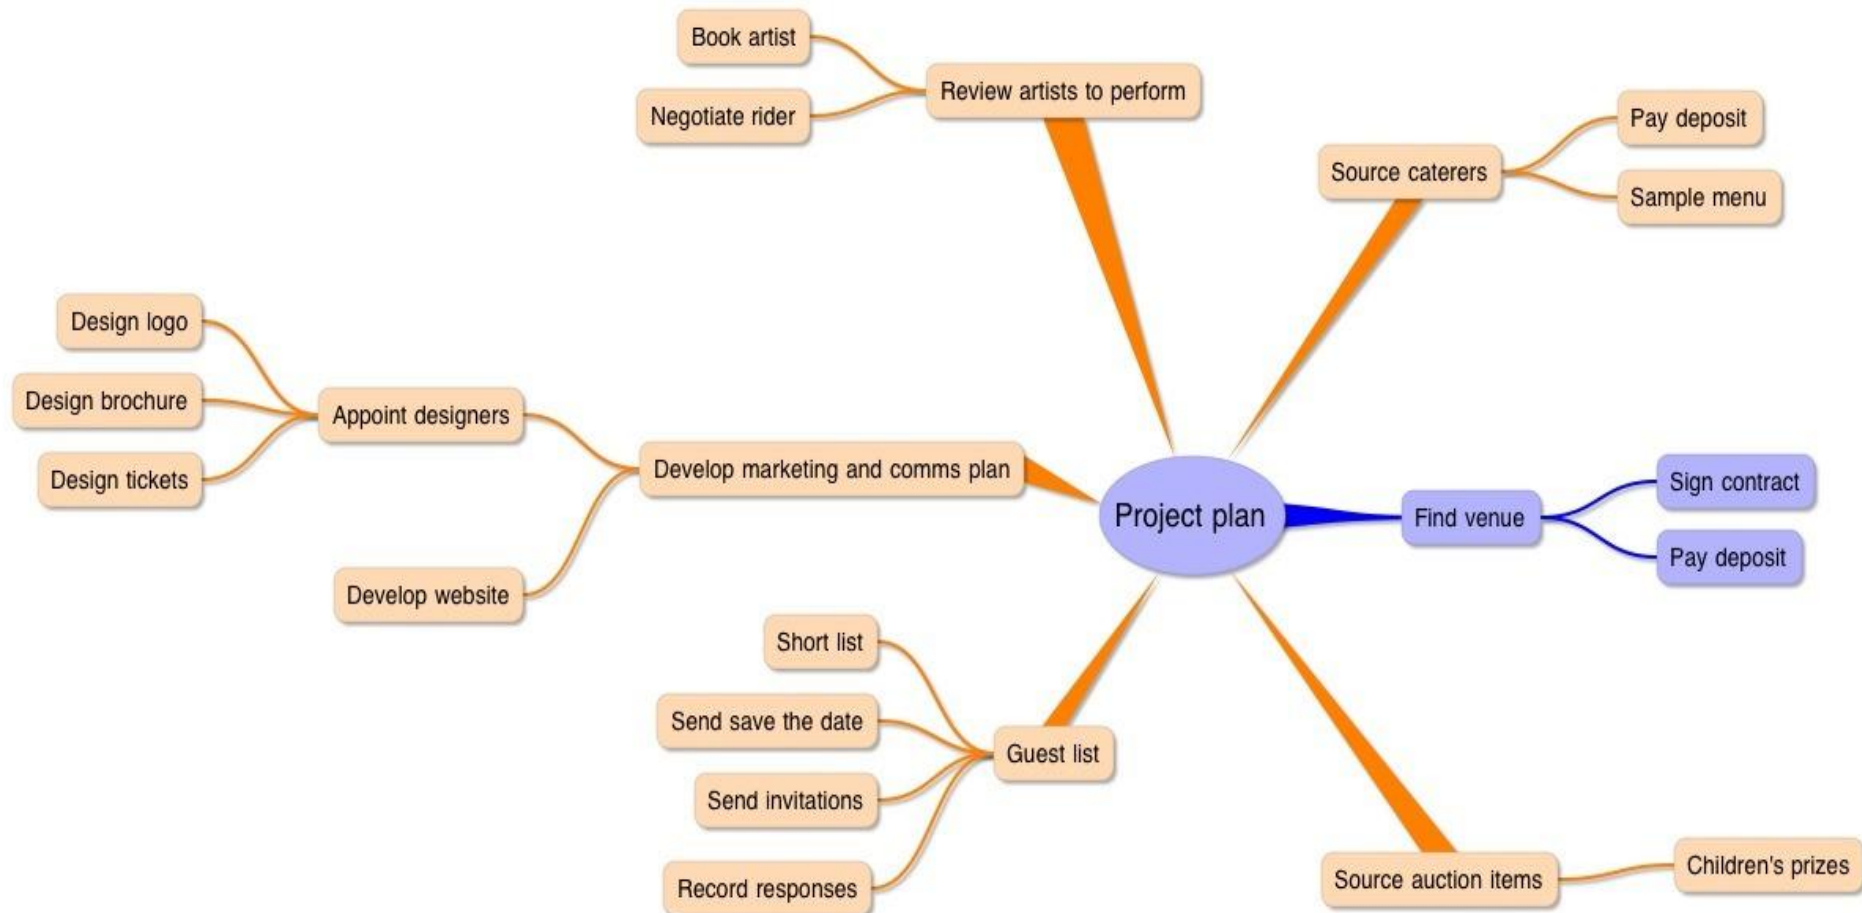 Book artist
Negotiate rider
Review artists to perform
Pay deposit
Source caterers
Sample menu
Design logo
Design brochure
Design tickets
Appoint designers
Develop marketing and comms plan
Develop website
Project plan
Find venue
Sign contract
Pay deposit
Short list
Send save the date
Send invitations
Record responses
Guest list
Source auction items
Children's prizes